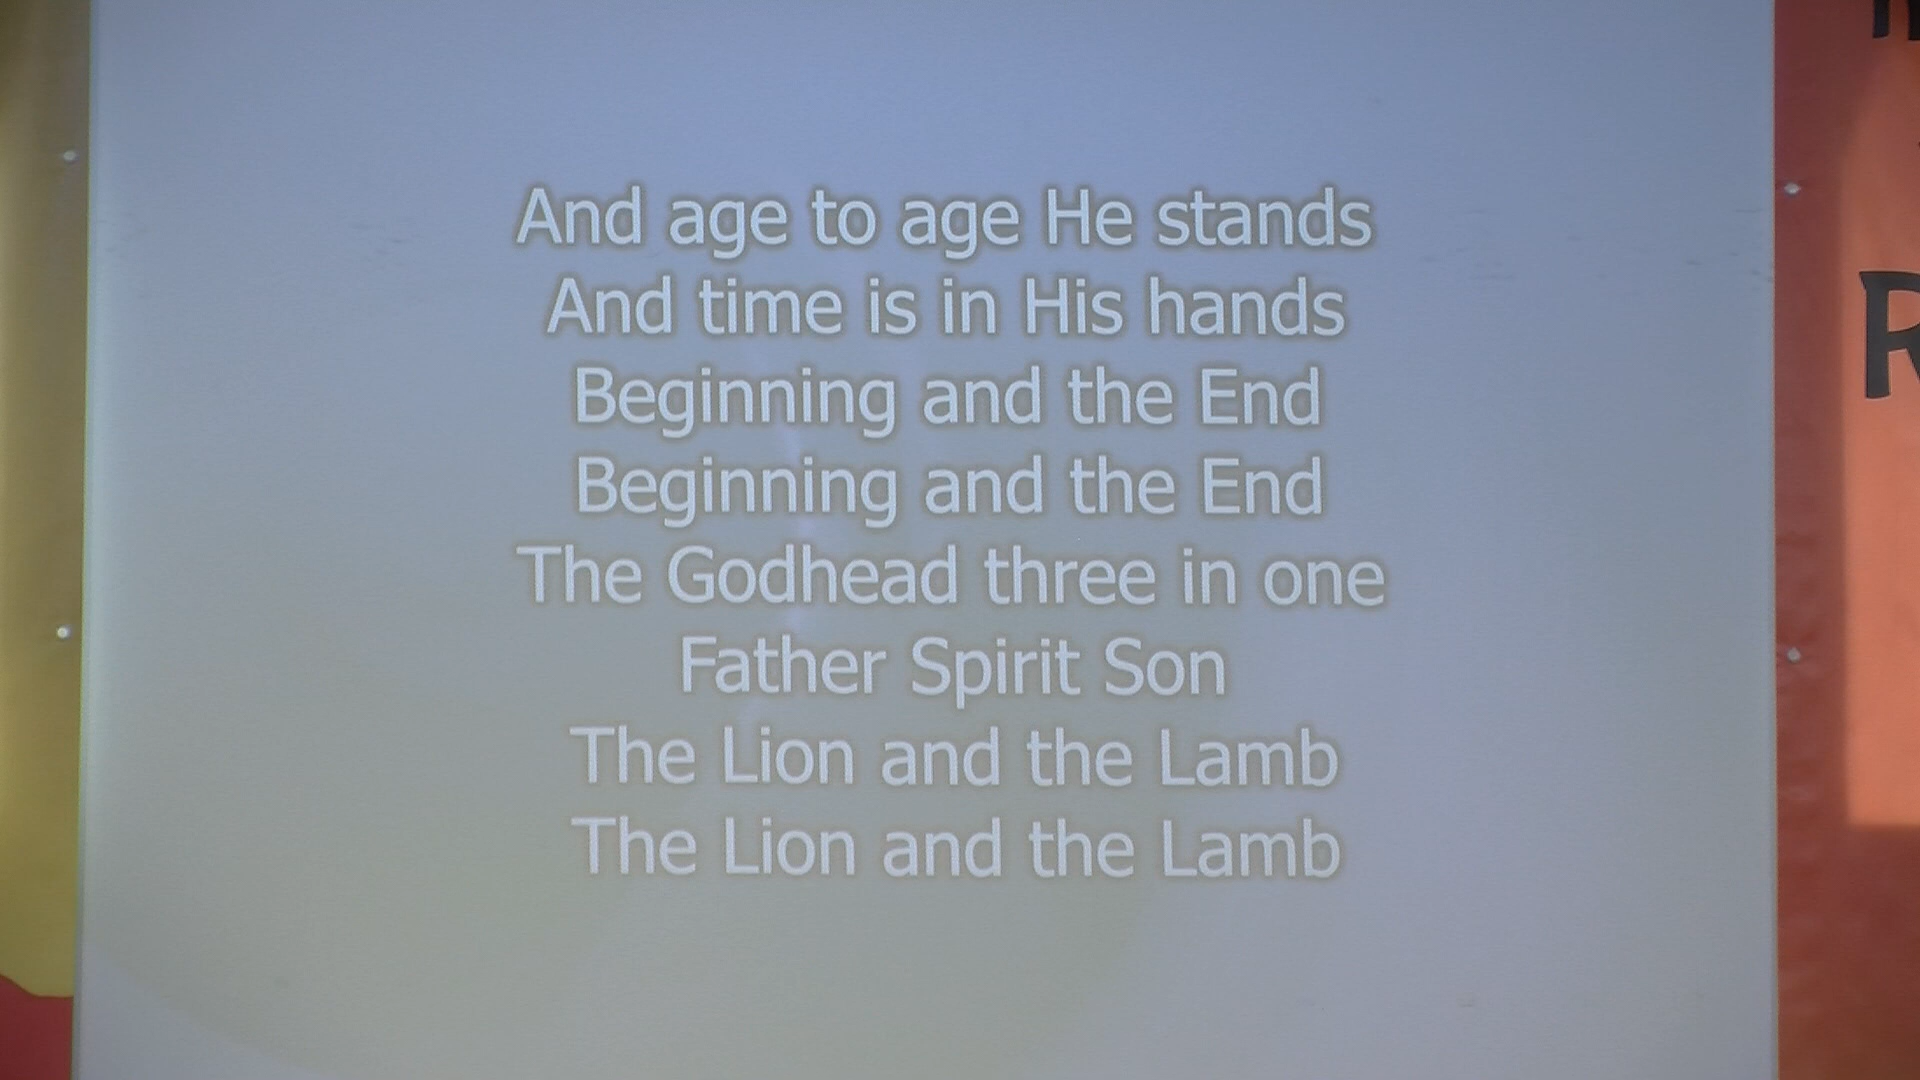 And age to age He stands
And time is in His hands
Beginning and the End
Beginning and the End
The Godhead three in one
Father Spirit Son
The Lion and the Lamb
The Lion and the Lamb
R